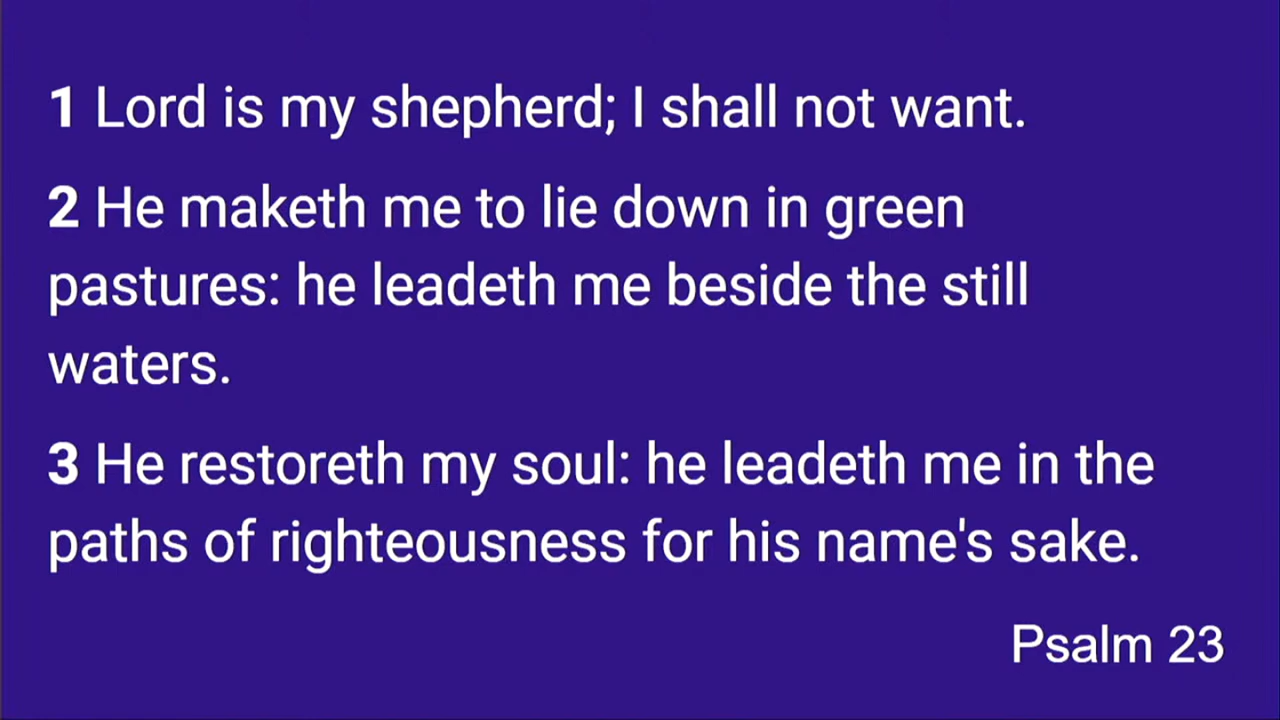 1 Lord is my shepherd; I shall not want.
2 He maketh me to lie down in green
pastures: he leadeth me beside the still
waters.
3 He restoreth my soul: he leadeth me in the
paths of righteousness for his name's sake.
Psalm 23